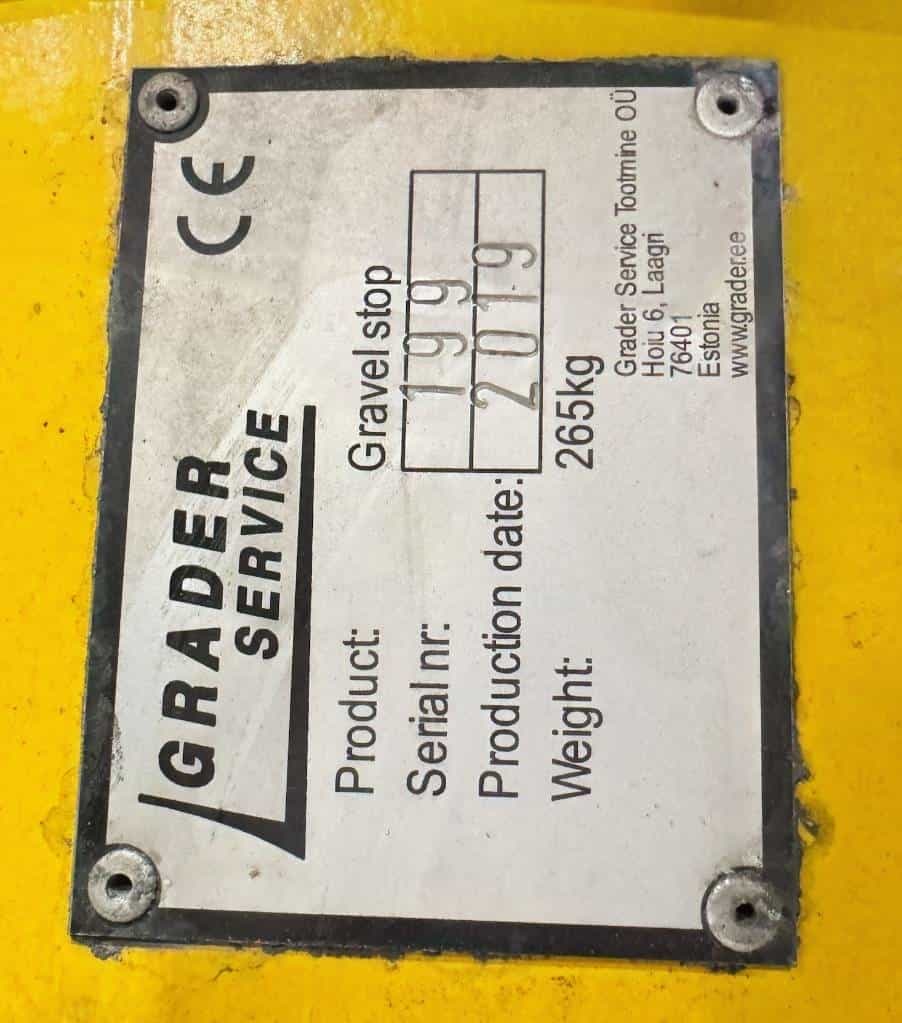 GRADER
SERVICE
CE
Product: Gravel stop
Serial nr: 199
Production date: 2019
Weight: 265kg
Grader Service Tootmine OÜ
Hoiu 6, Laagri
76401
Estonia
www.grader.ee